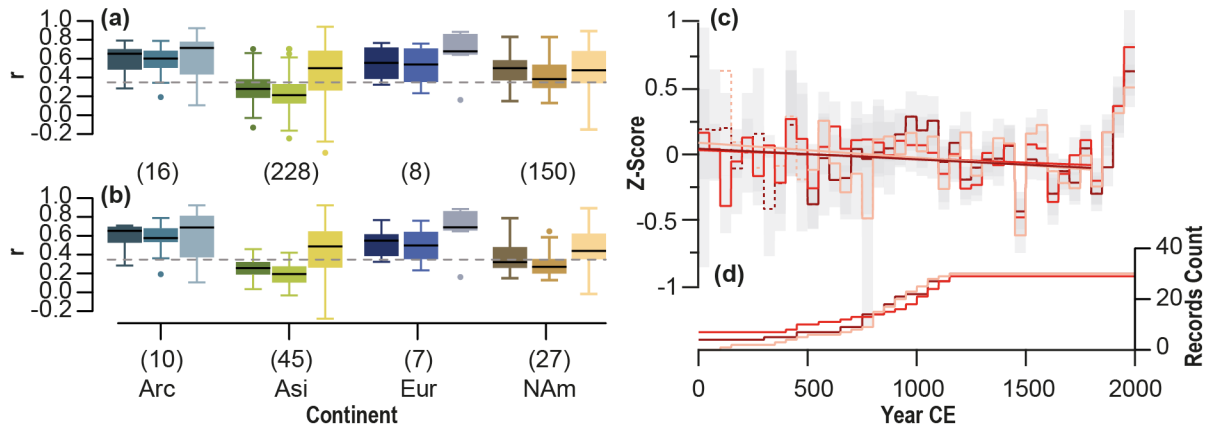 (a)
r
1.0
0.8
0.6
0.4
0.2
0.0
-0.2
(16) (228) (8) (150)
(b)
r
1.0
0.8
0.6
0.4
0.2
0.0
-0.2
(10) (45) (7) (27)
Arc Asi Eur NAm
Continent
(c)
Z-Score
1
0.5
0
-0.5
-1
(d)
Records Count
40
20
0
0 500 1000 1500 2000
Year CE